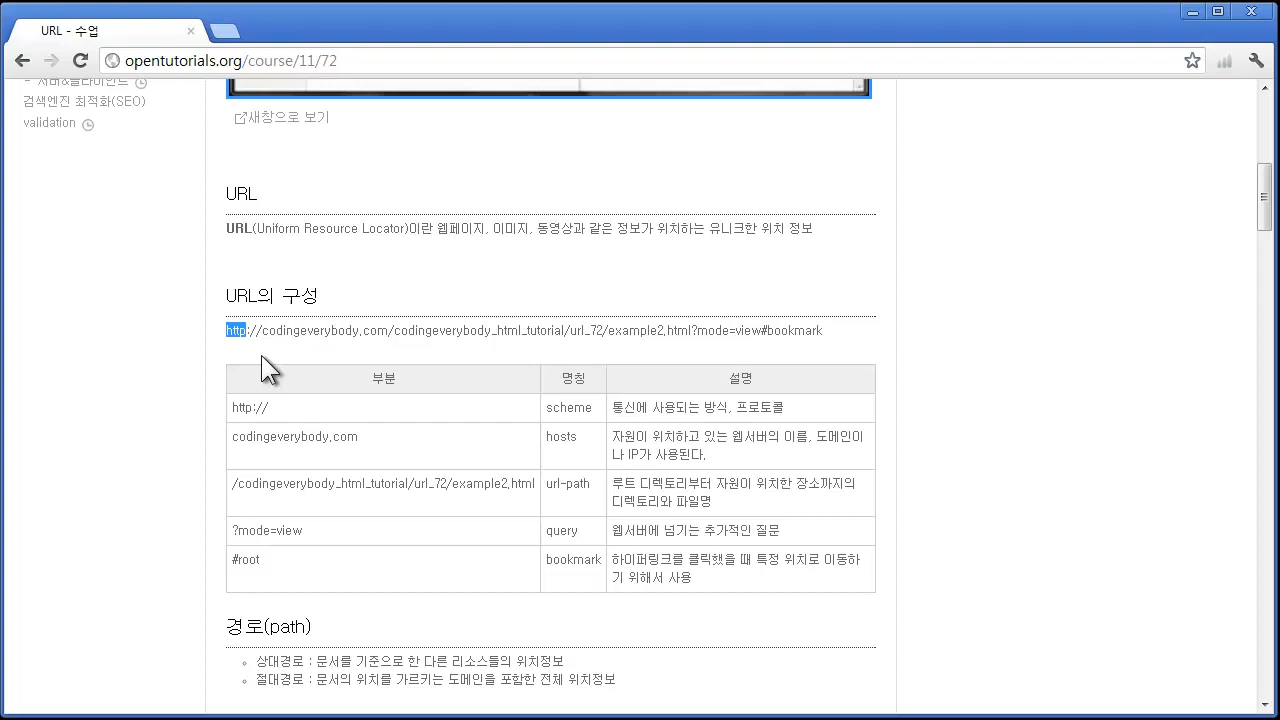 URL - 수업
opentutorials.org/course/11/72
- 서버&클라이언트
검색엔진 최적화(SEO)
validation
새창으로 보기
URL
URL(Uniform Resource Locator)이란 웹페이지, 이미지, 동영상과 같은 정보가 위치하는 유니크한 위치 정보
URL의 구성
http://codingeverybody.com/codingeverybody_html_tutorial/url_72/example2.html?mode=view#bookmark
부분 명칭 설명
http:// scheme 통신에 사용되는 방식, 프로토콜
codingeverybody.com hosts 자원이 위치하고 있는 웹서버의 이름, 도메인이
나 IP가 사용된다.
/codingeverybody_html_tutorial/url_72/example2.html url-path 루트 디렉토리부터 자원이 위치한 장소까지의
디렉토리와 파일명
?mode=view query 웹서버에 넘기는 추가적인 질문
#root bookmark 하이퍼링크를 클릭했을 때 특정 위치로 이동하
기 위해서 사용
경로(path)
상대경로 : 문서를 기준으로 한 다른 리소스들의 위치정보
절대경로 : 문서의 위치를 가르키는 도메인을 포함한 전체 위치정보